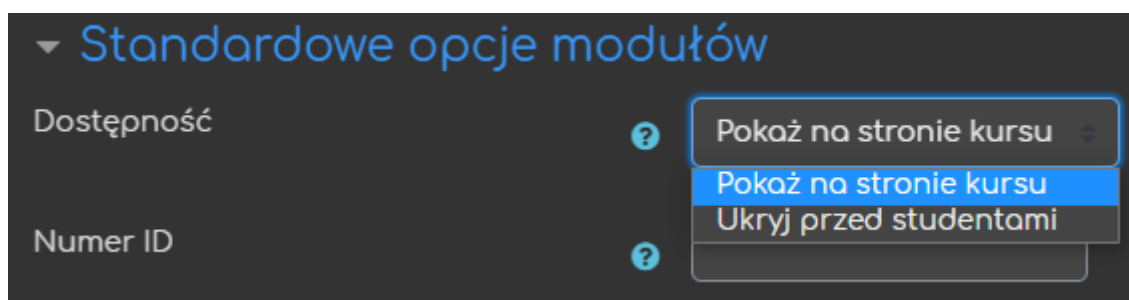 Standardowe opcje modułów
Dostępność
Pokaż na stronie kursu
Pokaż na stronie kursu
Ukryj przed studentami
Numer ID